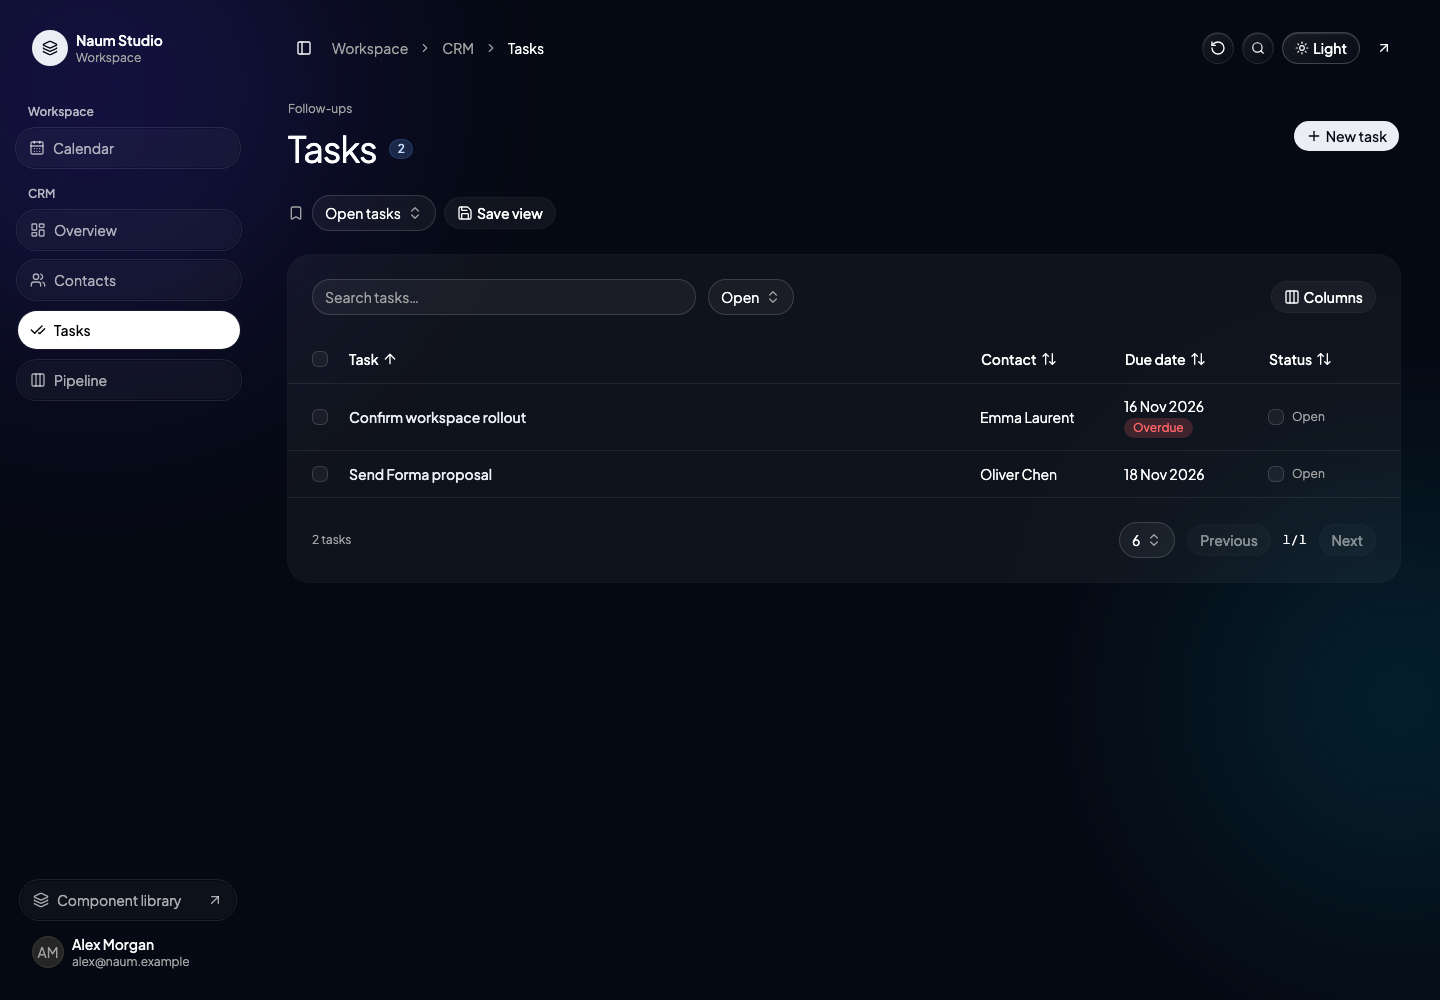 Naum Studio
Workspace
Workspace
Calendar
CRM
Overview
Contacts
Tasks
Pipeline
Component library
AM
Alex Morgan
alex@naum.example
Workspace CRM Tasks
Light
Follow-ups
Tasks 2
New task
Open tasks Save view
Search tasks... Open Columns
Task Contact Due date Status
Confirm workspace rollout Emma Laurent 16 Nov 2026 Overdue Open
Send Forma proposal Oliver Chen 18 Nov 2026 Open
2 tasks 6 Previous 1/1 Next